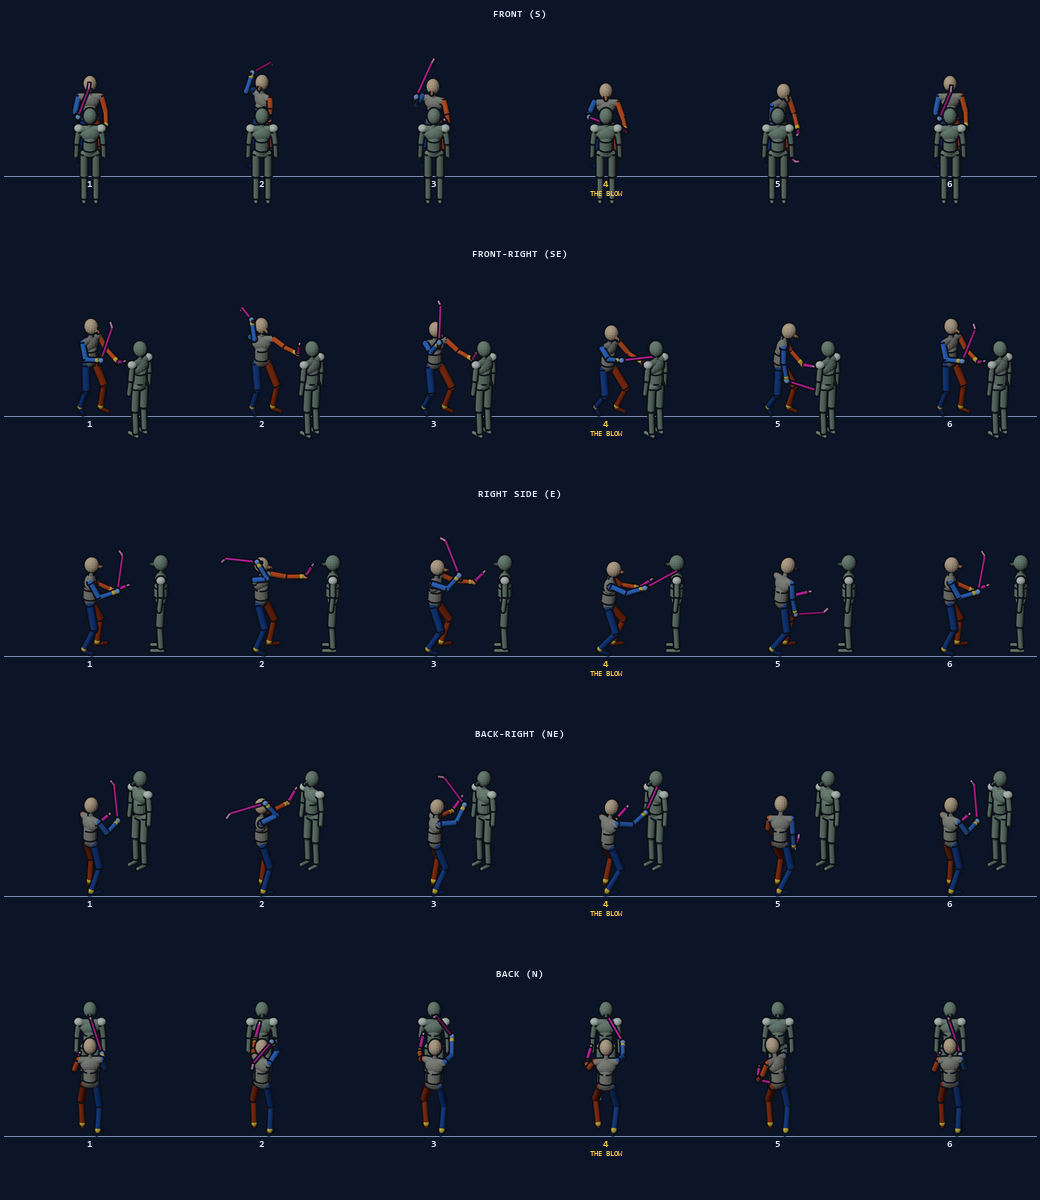 FRONT (S)
1 2 3 4 5 6
THE BLOW
FRONT-RIGHT (SE)
1 2 3 4 5 6
THE BLOW
RIGHT SIDE (E)
1 2 3 4 5 6
THE BLOW
BACK-RIGHT (NE)
1 2 3 4 5 6
THE BLOW
BACK (N)
1 2 3 4 5 6
THE BLOW